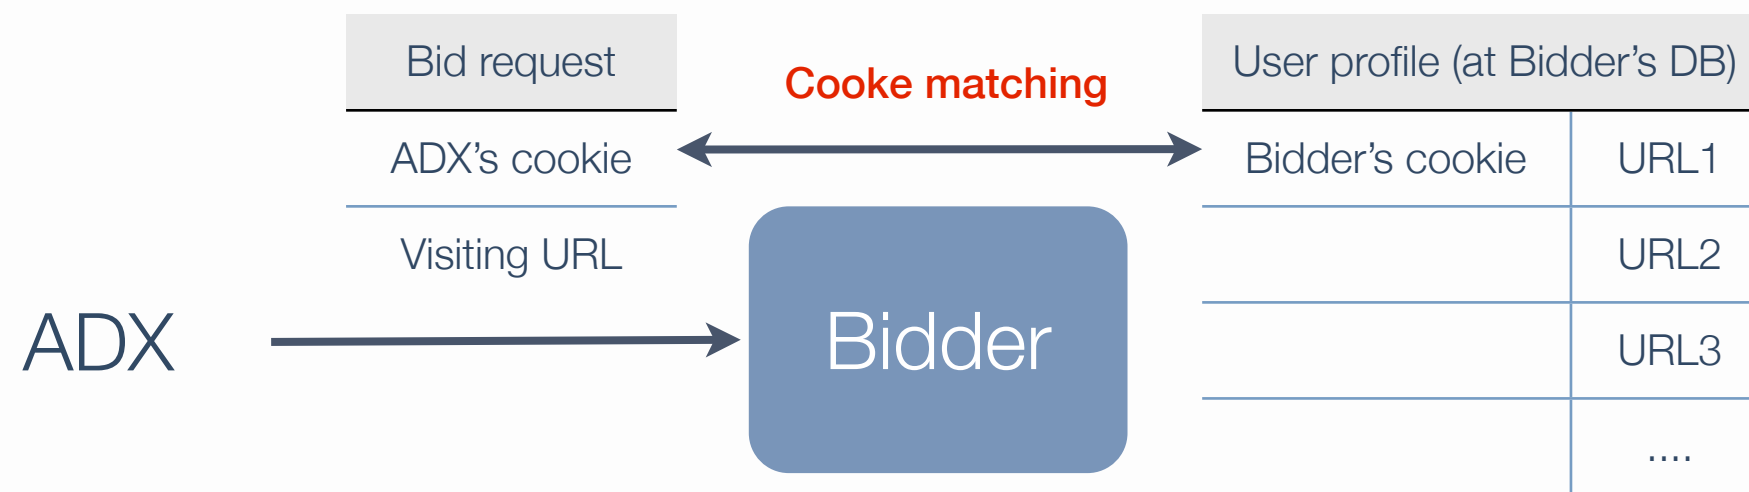 Bid request
Cooke matching
User profile (at Bidder's DB)
ADX's cookie
Bidder's cookie
URL1
Visiting URL
URL2
ADX
Bidder
URL3
....